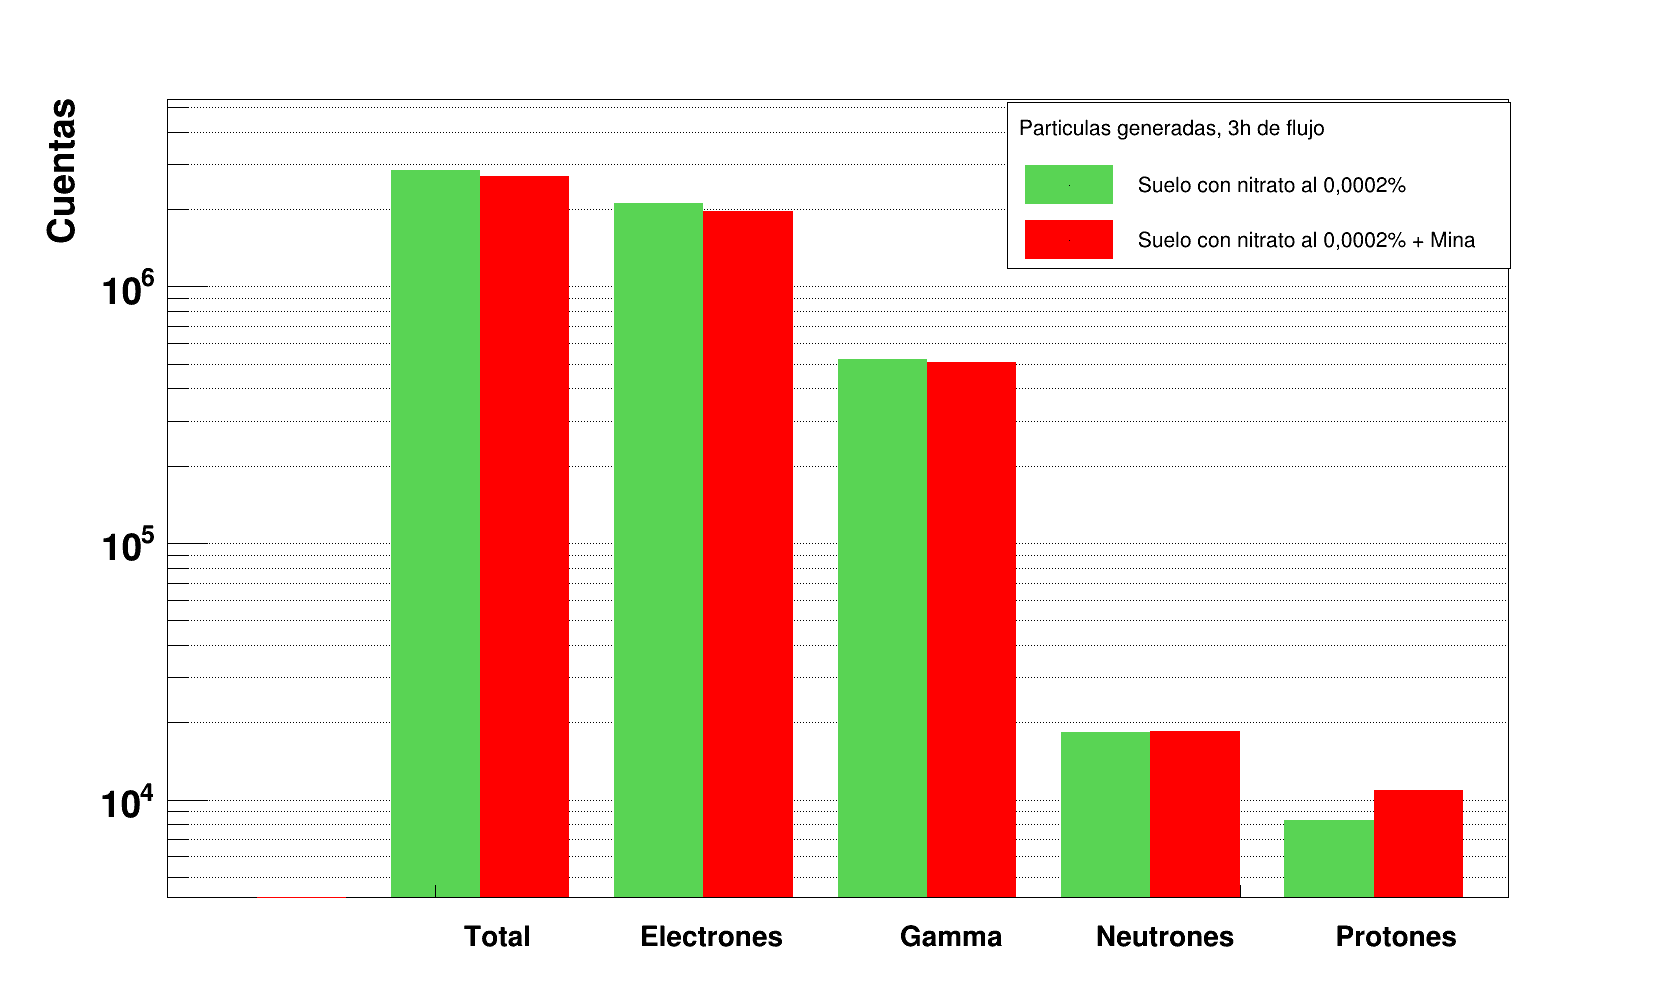 Cuentas
Particulas generadas, 3h de flujo
Suelo con nitrato al 0,0002%
Suelo con nitrato al 0,0002% + Mina
10^6
10^5
10^4
Total Electrones Gamma Neutrones Protones